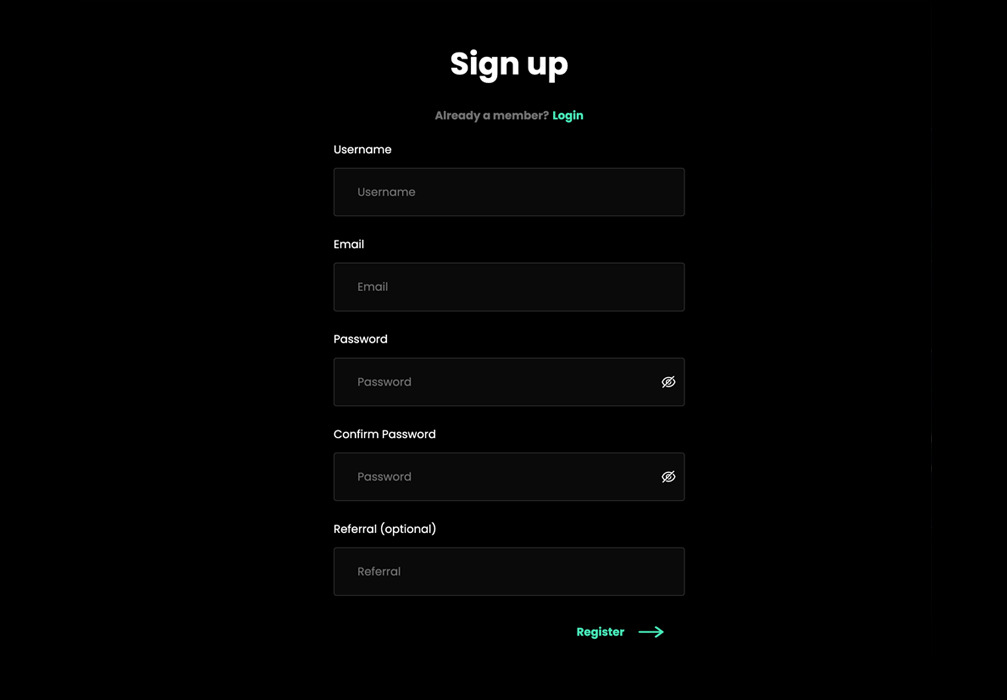 Sign up
Already a member? Login
Username
Username
Email
Email
Password
Password
Confirm Password
Password
Referral (optional)
Referral
Register